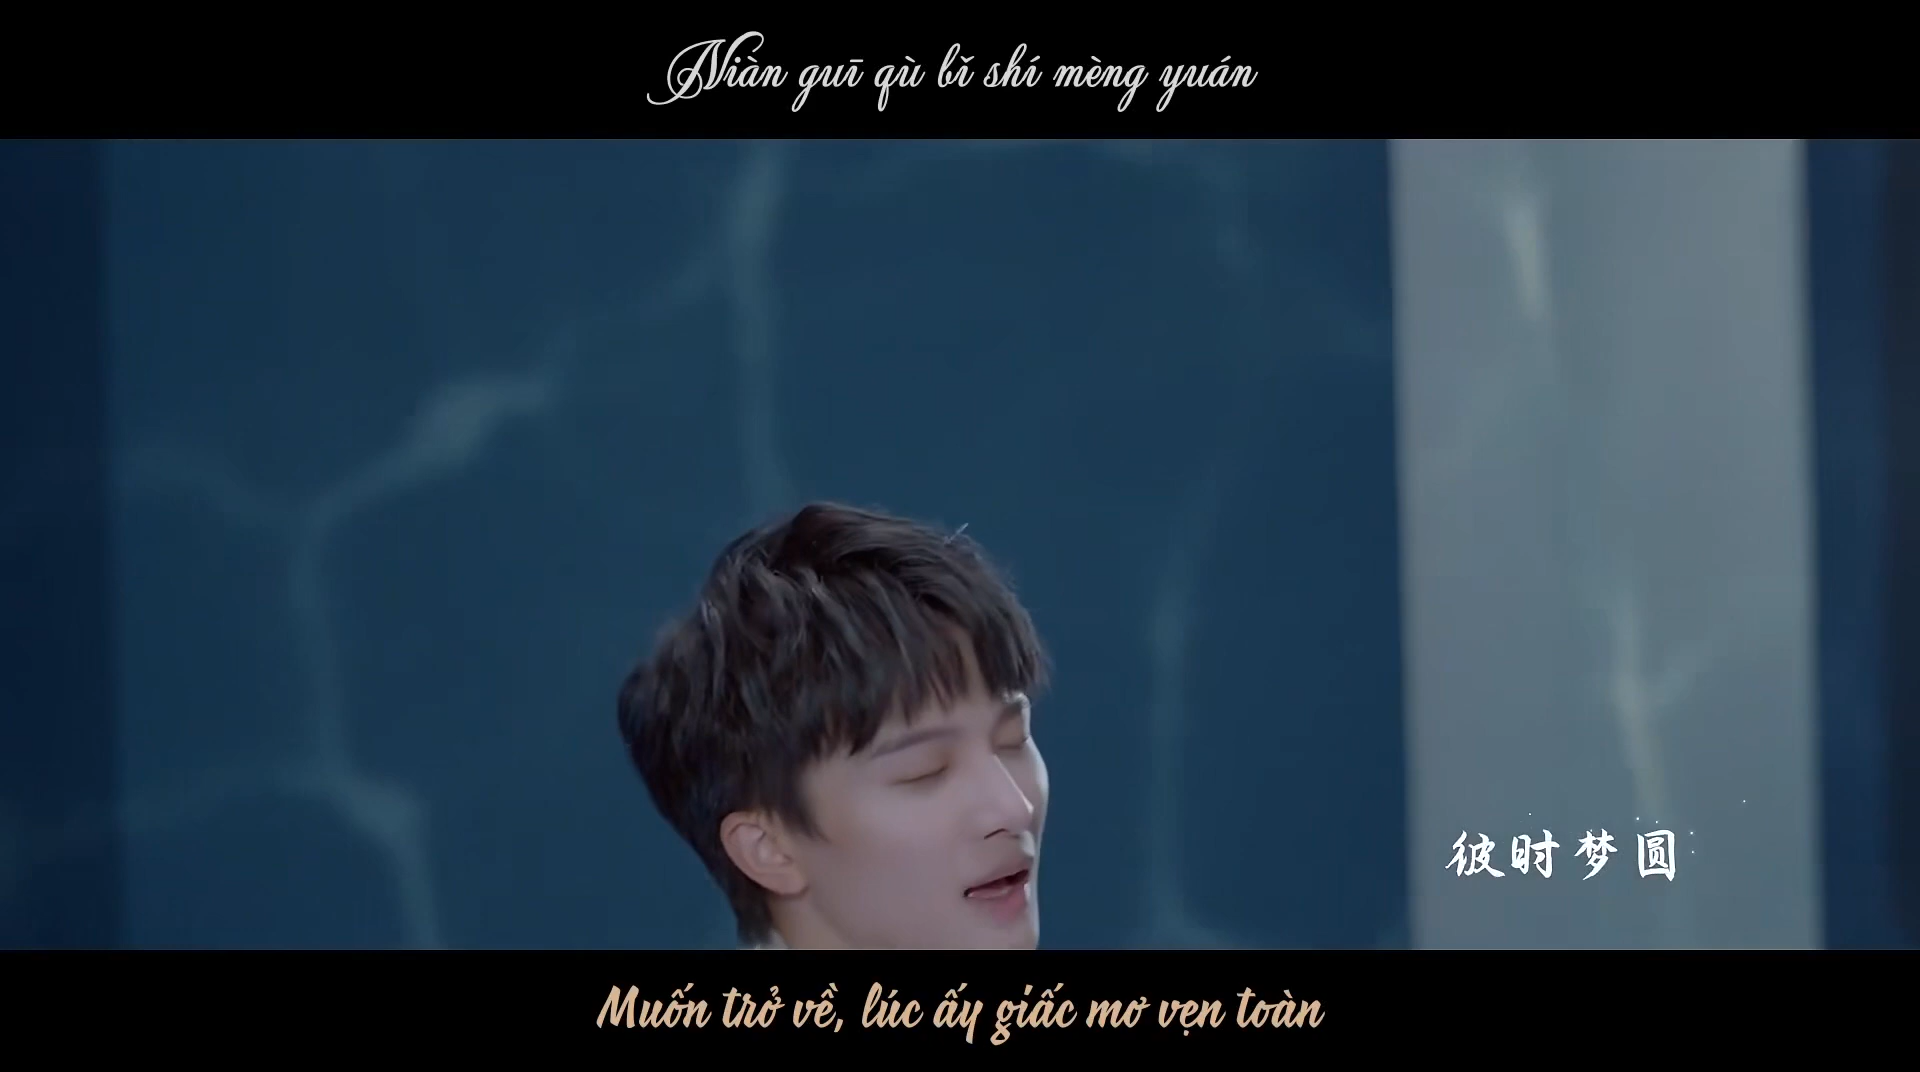 Niàn guī qù bǐ shí mèng yuán
彼时梦圆
Muốn trở về, lúc ấy giấc mơ vẹn toàn